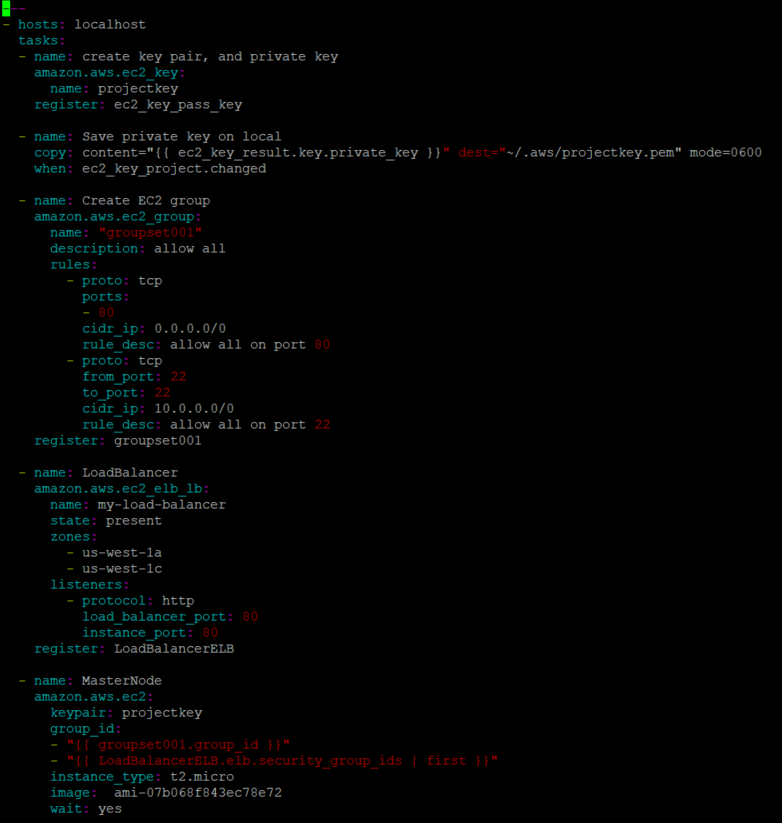 ---
- hosts: localhost
  tasks:
  - name: create key pair, and private key
    amazon.aws.ec2_key:
      name: projectkey
    register: ec2_key_pass_key

  - name: Save private key on local
    copy: content="{{ ec2_key_result.key.private_key }}" dest="~/.aws/projectkey.pem" mode=0600
    when: ec2_key_project.changed

  - name: Create EC2 group
    amazon.aws.ec2_group:
      name: "groupset001"
      description: allow all
      rules:
        - proto: tcp
          ports:
          - 80
          cidr_ip: 0.0.0.0/0
          rule_desc: allow all on port 80
        - proto: tcp
          from_port: 22
          to_port: 22
          cidr_ip: 10.0.0.0/0
          rule_desc: allow all on port 22
    register: groupset001

  - name: LoadBalancer
    amazon.aws.ec2_elb_lb:
      name: my-load-balancer
      state: present
      zones:
        - us-west-1a
        - us-west-1c
      listeners:
        - protocol: http
          load_balancer_port: 80
          instance_port: 80
    register: LoadBalancerELB

  - name: MasterNode
    amazon.aws.ec2:
      keypair: projectkey
      group_id:
      - "{{ groupset001.group_id }}"
      - "{{ LoadBalancerELB.elb.security_group_ids | first }}"
      instance_type: t2.micro
      image:  ami-07b068f843ec78e72
      wait: yes